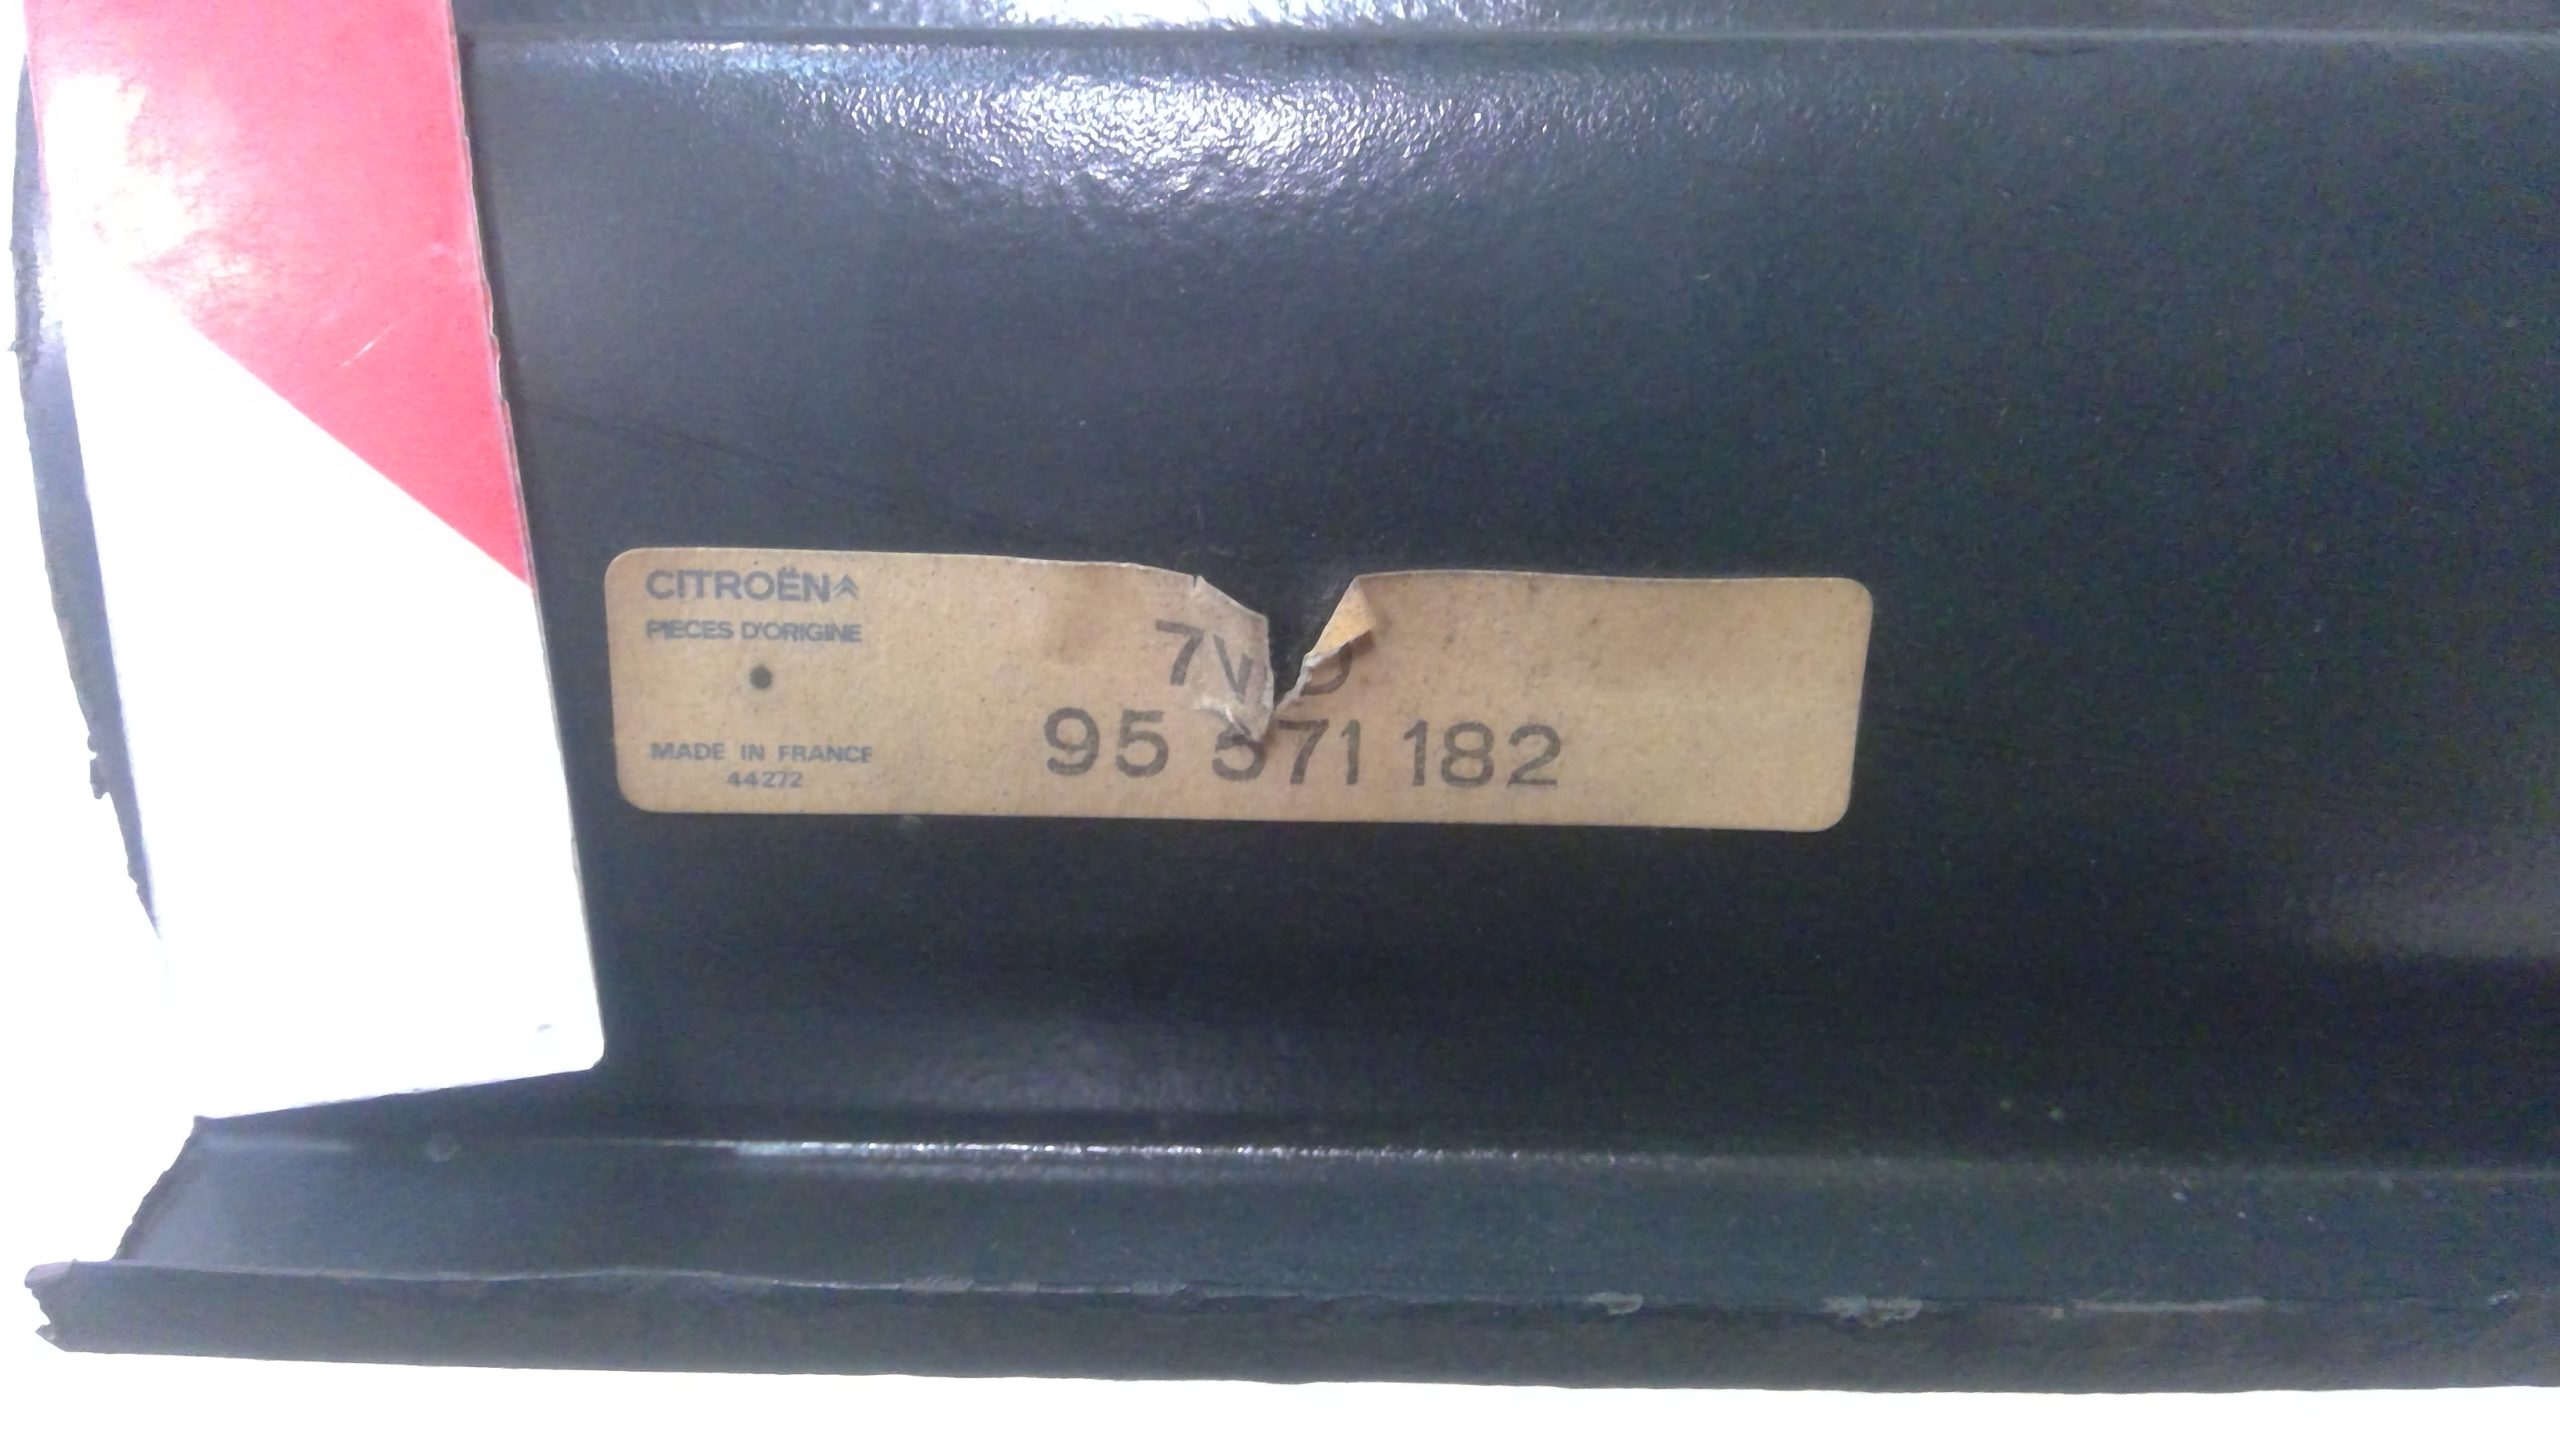 CITROËN
PIECES D'ORIGINE
MADE IN FRANCE
44272
95 571 182